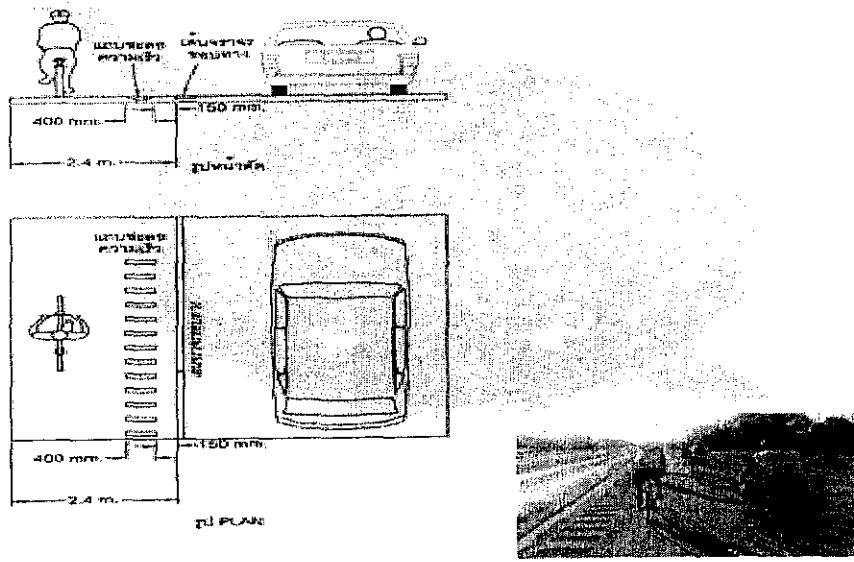 แถบชะลอ
ความเร็ว
เส้นจราจร
ขอบทาง
150 mm.
400 mm.
2.4 m.
รูปหน้าตัด
แถบชะลอ
ความเร็ว
150 mm.
400 mm.
2.4 m.
รูป PLAN